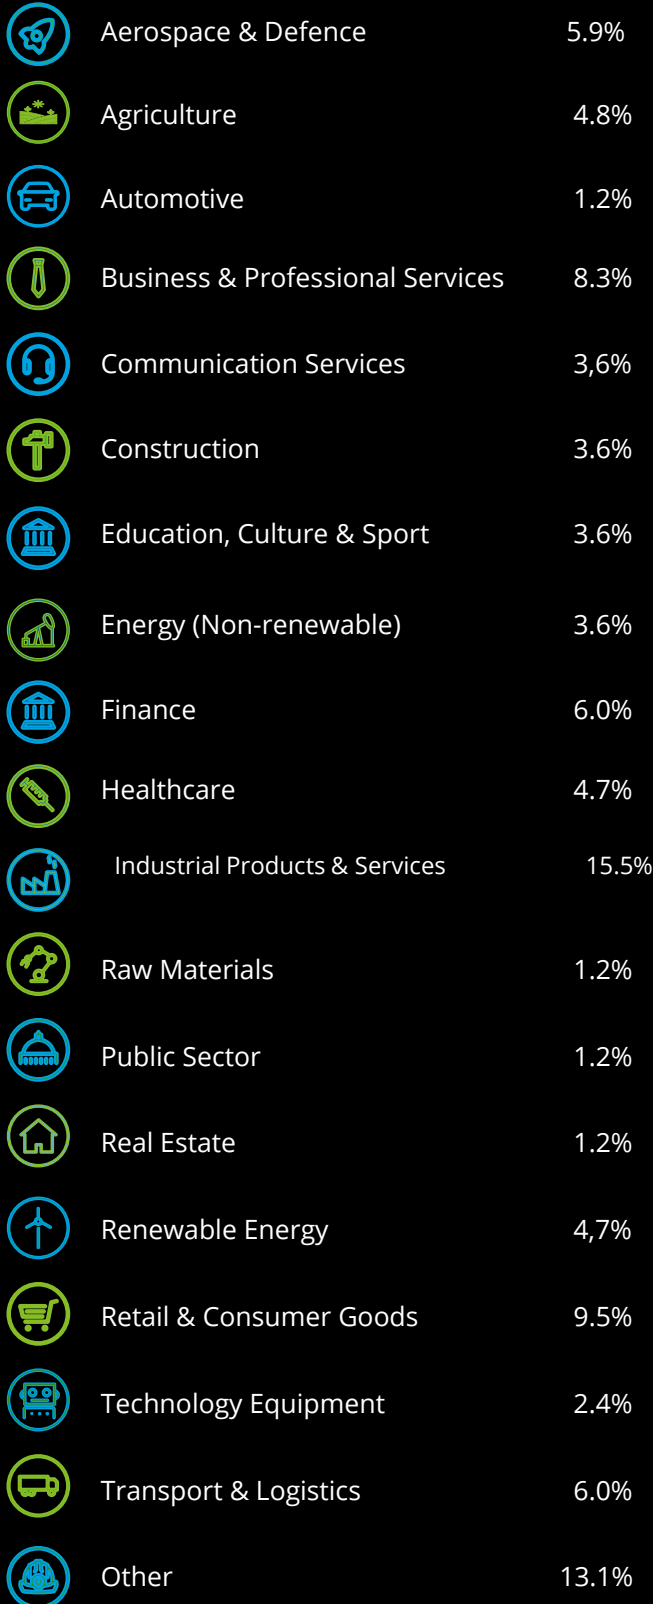 Aerospace & Defence 5.9%
Agriculture 4.8%
Automotive 1.2%
Business & Professional Services 8.3%
Communication Services 3,6%
Construction 3.6%
Education, Culture & Sport 3.6%
Energy (Non-renewable) 3.6%
Finance 6.0%
Healthcare 4.7%
Industrial Products & Services 15.5%
Raw Materials 1.2%
Public Sector 1.2%
Real Estate 1.2%
Renewable Energy 4,7%
Retail & Consumer Goods 9.5%
Technology Equipment 2.4%
Transport & Logistics 6.0%
Other 13.1%